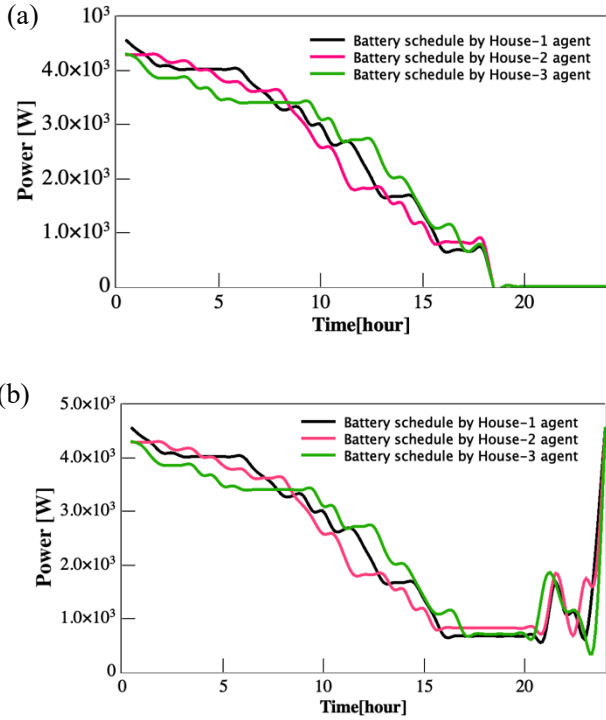 (a)
5.0×10³
Battery schedule by House-1 agent
Battery schedule by House-2 agent
Battery schedule by House-3 agent
4.0×10³
3.0×10³
2.0×10³
1.0×10³
0
Power [W]
0 5 10 15 20
Time[hour]
(b)
5.0×10³
Battery schedule by House-1 agent
Battery schedule by House-2 agent
Battery schedule by House-3 agent
4.0×10³
3.0×10³
2.0×10³
1.0×10³
0
Power [W]
0 5 10 15 20
Time[hour]